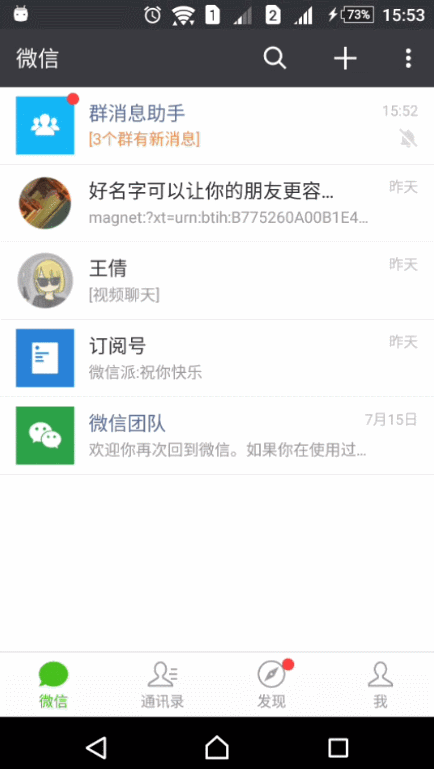 1 2 73% 15:53
微信
群消息助手 15:52
[3个群有新消息]
好名字可以让你的朋友更容… 昨天
magnet:?xt=urn:btih:B775260A00B1E4…
王倩 昨天
[视频聊天]
订阅号 昨天
微信派:祝你快乐
微信团队 7月15日
欢迎你再次回到微信。如果你在使用过…
微信 通讯录 发现 我